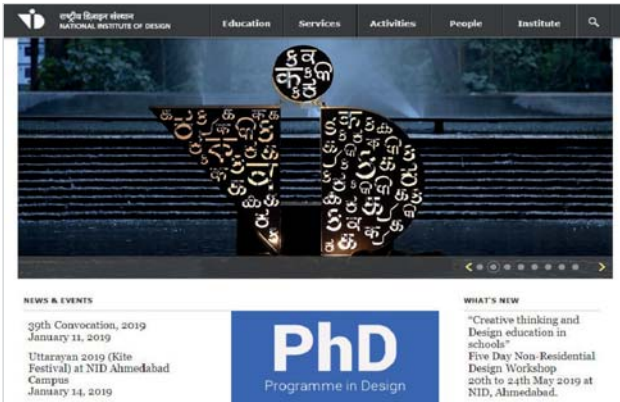 राष्ट्रीय डिज़ाइन संस्थान
NATIONAL INSTITUTE OF DESIGN
Education
Services
Activities
People
Institute
NEWS & EVENTS
39th Convocation, 2019
January 11, 2019
Uttarayan 2019 (Kite
Festival) at NID Ahmedabad
Campus
January 14, 2019
PhD
Programme in Design
WHAT'S NEW
"Creative thinking and
Design education in
schools"
Five Day Non-Residential
Design Workshop
20th to 24th May 2019 at
NID, Ahmedabad.